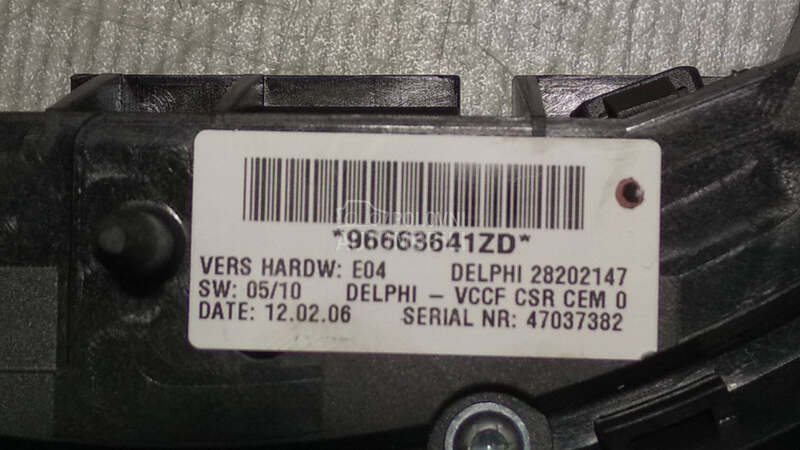 *96663641ZD*
VERS HARDW: E04 DELPHI 28202147
SW: 05/10 DELPHI – VCCF CSR CEM 0
DATE: 12.02.06 SERIAL NR: 47037382